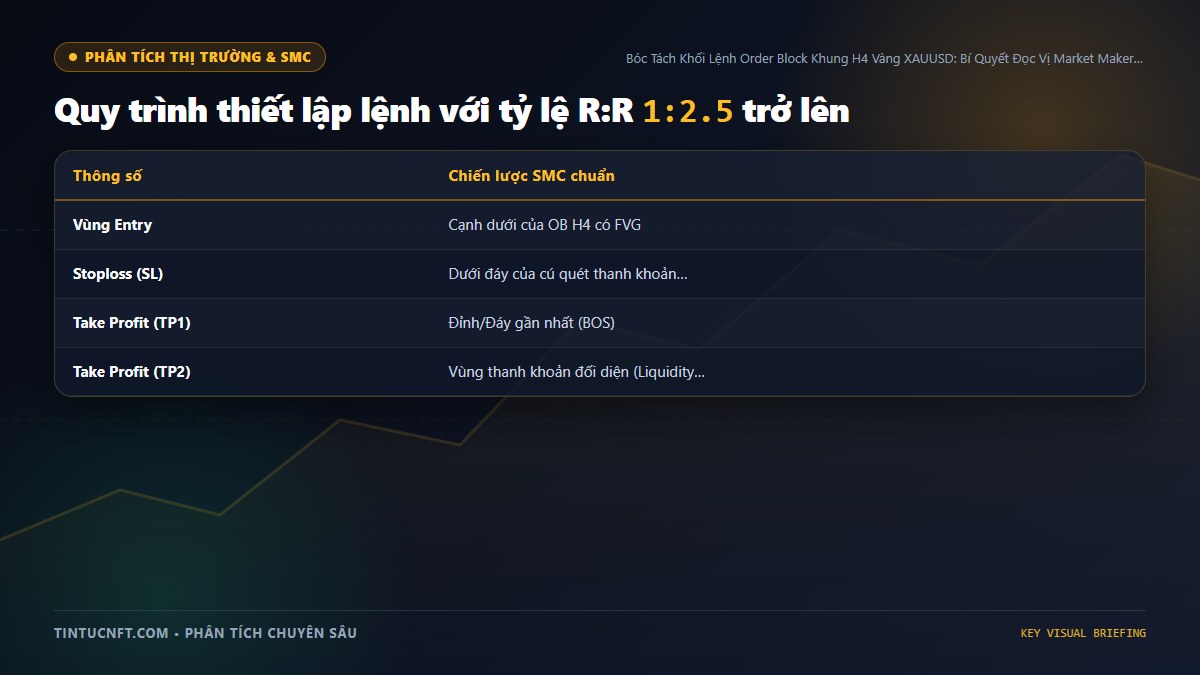 PHÂN TÍCH THỊ TRƯỜNG & SMC
Bóc Tách Khối Lệnh Order Block Khung H4 Vàng XAUUSD: Bí Quyết Đọc Vị Market Maker...
Quy trình thiết lập lệnh với tỷ lệ R:R 1:2.5 trở lên
Thông số Chiến lược SMC chuẩn
Vùng Entry Cạnh dưới của OB H4 có FVG
Stoploss (SL) Dưới đáy của cú quét thanh khoản...
Take Profit (TP1) Đỉnh/Đáy gần nhất (BOS)
Take Profit (TP2) Vùng thanh khoản đối diện (Liquidity...
TINTUCNFT.COM • PHÂN TÍCH CHUYÊN SÂU
KEY VISUAL BRIEFING